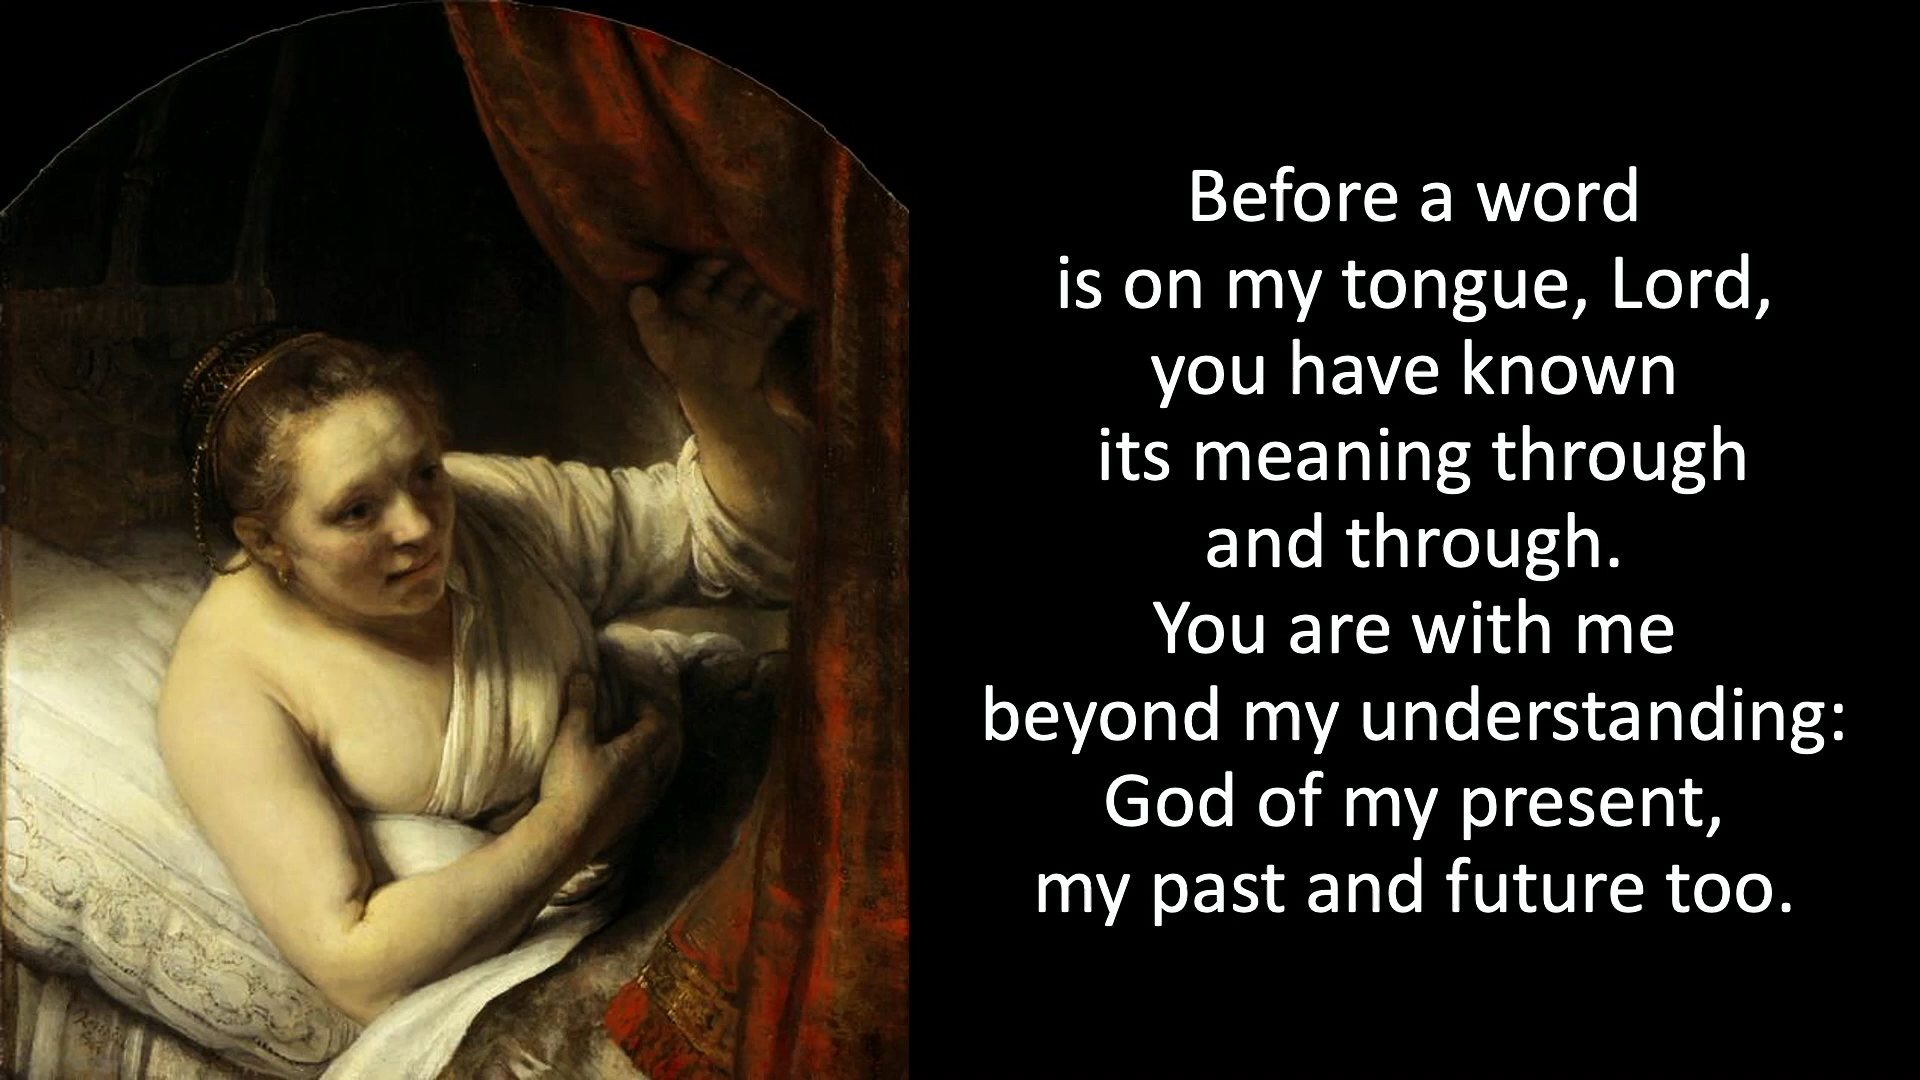 Before a word
is on my tongue, Lord,
you have known
its meaning through
and through.
You are with me
beyond my understanding:
God of my present,
my past and future too.